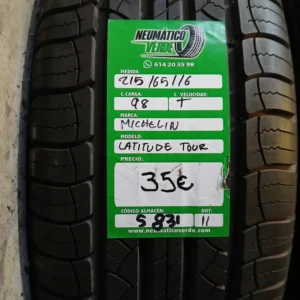 NEUMÁTICO
VERDE
614 20 35 98
MEDIDA:
215/65/16
C.CARGA: C. VELOCIDAD:
98 T
MARCA:
MICHELIN
MODELO:
LATITUDE TOUR
PRECIO:
35€
CÓDIGO ALMACÉN: DOT:
S 831 11
www.neumaticoverde.com